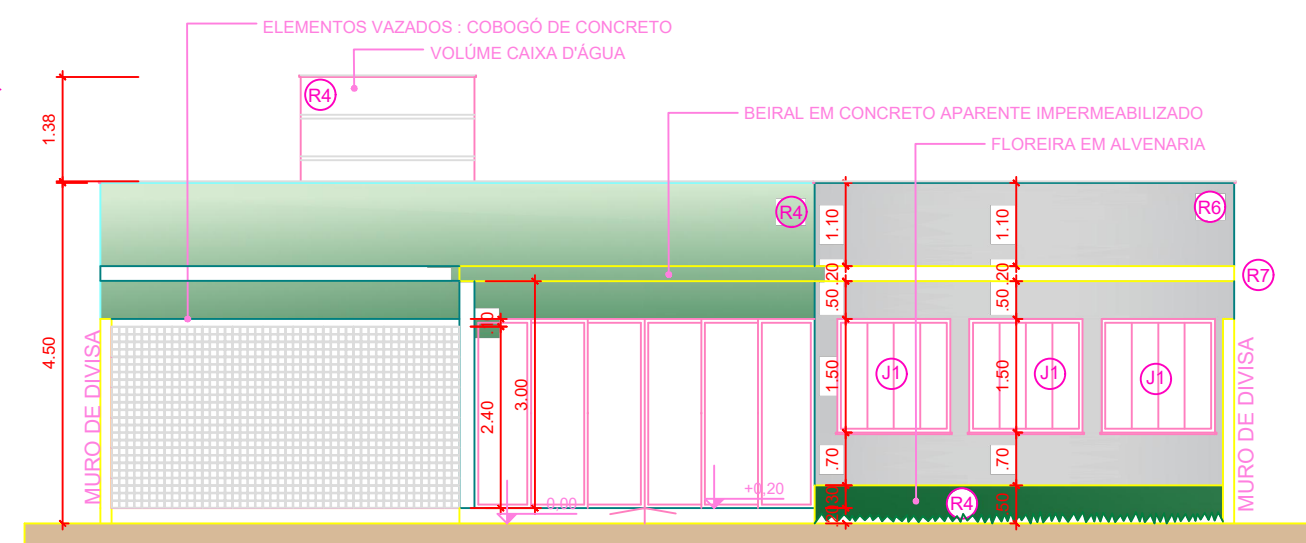 ELEMENTOS VAZADOS : COBOGÓ DE CONCRETO
VOLÚME CAIXA D'ÁGUA
R4
BEIRAL EM CONCRETO APARENTE IMPERMEABILIZADO
FLOREIRA EM ALVENARIA
1.38
R4
R6
1.10
1.10
.20
.20
R7
.50
.50
4.50
MURO DE DIVISA
.10
2.40
3.00
1.50
J1
1.50
J1
J1
MURO DE DIVISA
.70
.70
0,00
+0,20
R4